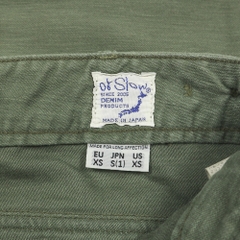 orSlow®
SINCE 2005
DENIM
PRODUCTS
MADE IN JAPAN
MADE FOR LONG AFFECTION
EU JPN US
XS S(1) XS